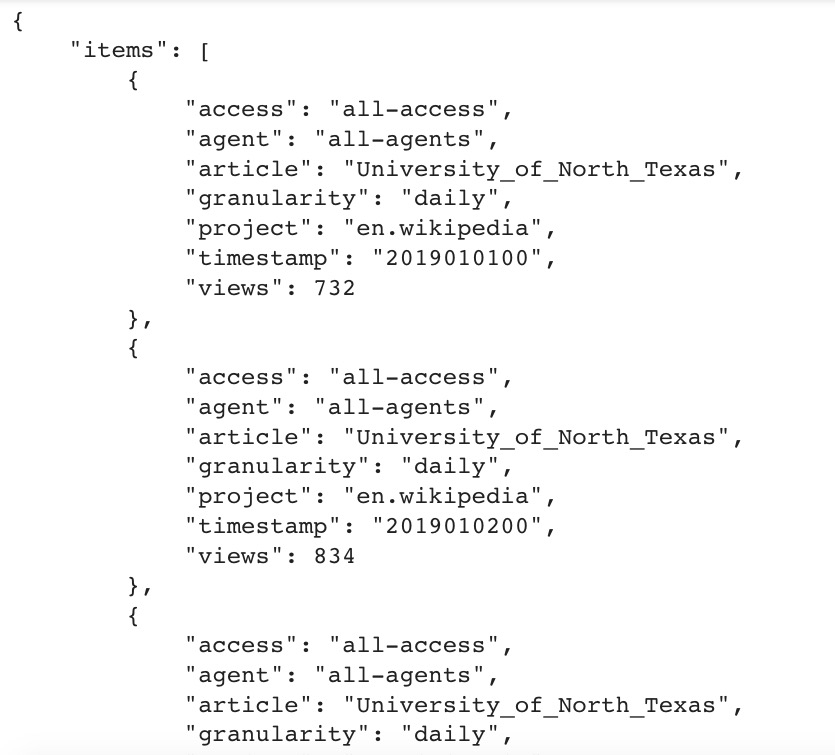 {
"items": [
{
"access": "all-access",
"agent": "all-agents",
"article": "University_of_North_Texas",
"granularity": "daily",
"project": "en.wikipedia",
"timestamp": "2019010100",
"views": 732
},
{
"access": "all-access",
"agent": "all-agents",
"article": "University_of_North_Texas",
"granularity": "daily",
"project": "en.wikipedia",
"timestamp": "2019010200",
"views": 834
},
{
"access": "all-access",
"agent": "all-agents",
"article": "University_of_North_Texas",
"granularity": "daily",